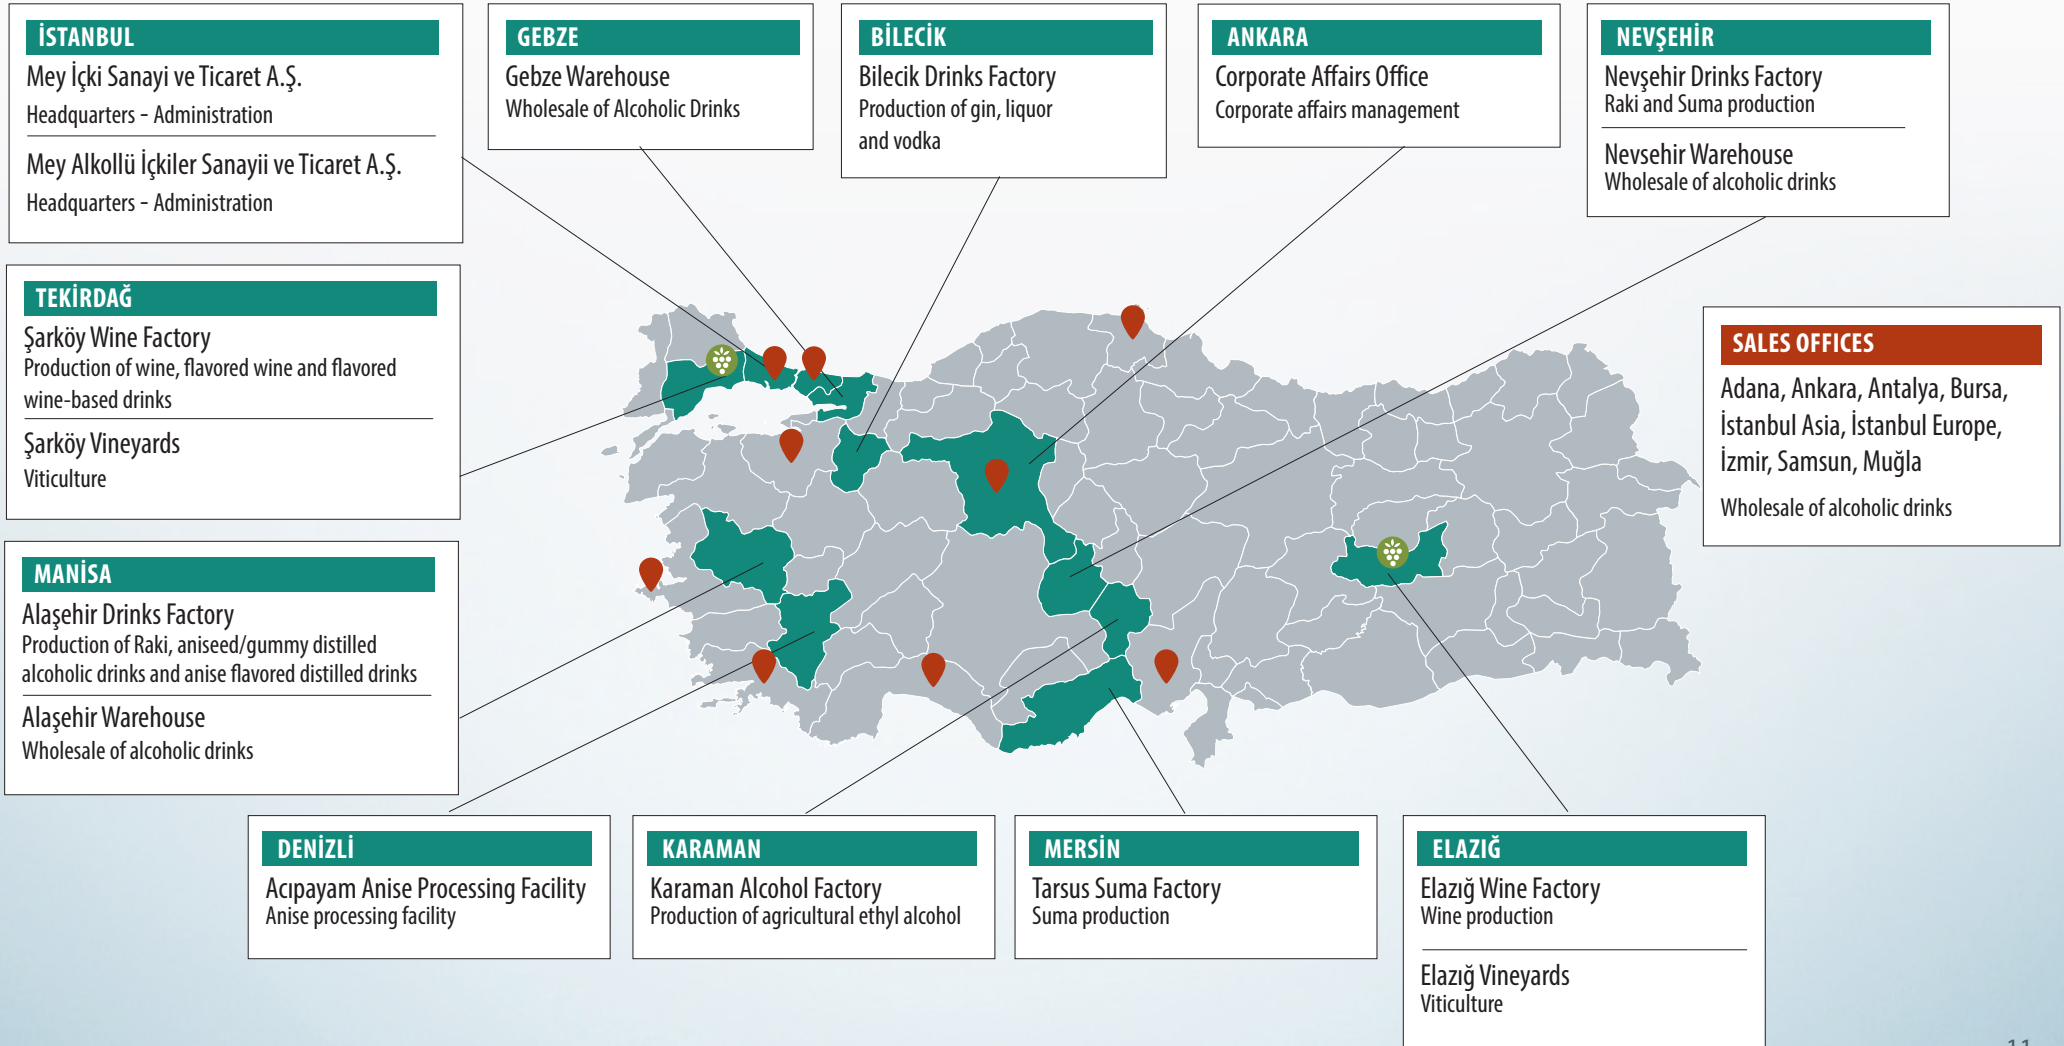 İSTANBUL
Mey İçki Sanayi ve Ticaret A.Ş.
Headquarters – Administration
Mey Alkollü İçkiler Sanayii ve Ticaret A.Ş.
Headquarters – Administration
GEBZE
Gebze Warehouse
Wholesale of Alcoholic Drinks
BİLECİK
Bilecik Drinks Factory
Production of gin, liquor
and vodka
ANKARA
Corporate Affairs Office
Corporate affairs management
NEVŞEHİR
Nevşehir Drinks Factory
Raki and Suma production
Nevsehir Warehouse
Wholesale of alcoholic drinks
TEKİRDAĞ
Şarköy Wine Factory
Production of wine, flavored wine and flavored
wine-based drinks
Şarköy Vineyards
Viticulture
SALES OFFICES
Adana, Ankara, Antalya, Bursa,
İstanbul Asia, İstanbul Europe,
İzmir, Samsun, Muğla
Wholesale of alcoholic drinks
MANİSA
Alaşehir Drinks Factory
Production of Raki, aniseed/gummy distilled
alcoholic drinks and anise flavored distilled drinks
Alaşehir Warehouse
Wholesale of alcoholic drinks
DENİZLİ
Acıpayam Anise Processing Facility
Anise processing facility
KARAMAN
Karaman Alcohol Factory
Production of agricultural ethyl alcohol
MERSİN
Tarsus Suma Factory
Suma production
ELAZIĞ
Elazığ Wine Factory
Wine production
Elazığ Vineyards
Viticulture
11